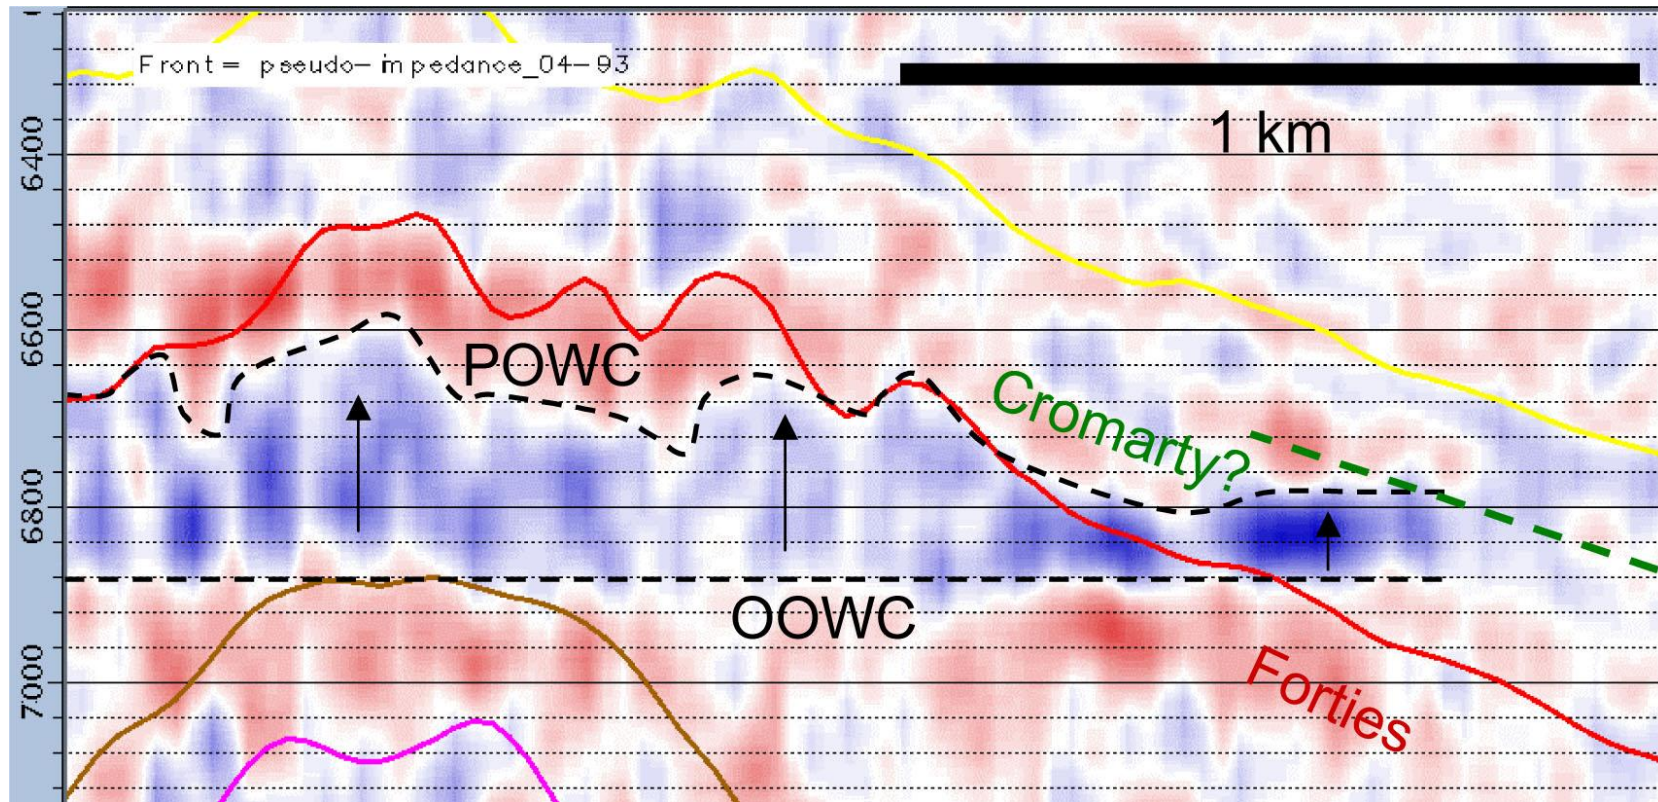 Front = pseudo-impedance_04-93
1 km
6400
6600
POWC
Cromarty?
6800
OOWC
Forties
7000